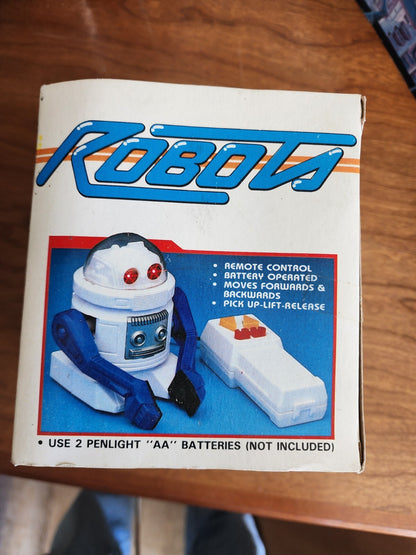 ROBOTA
• REMOTE CONTROL
• BATTERY OPERATED
• MOVES FORWARDS &
BACKWARDS
• PICK UP-LIFT-RELEASE
• USE 2 PENLIGHT "AA" BATTERIES (NOT INCLUDED)